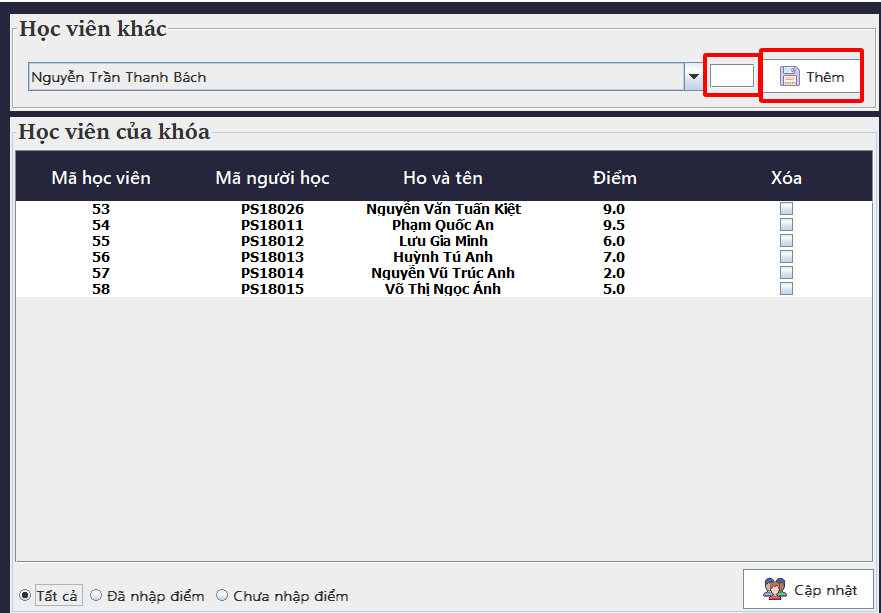 Học viên khác
Nguyễn Trần Thanh Bách
Thêm
Học viên của khóa
Mã học viên Mã người học Ho và tên Điểm Xóa
53 PS18026 Nguyễn Văn Tuấn Kiệt 9.0
54 PS18011 Phạm Quốc An 9.5
55 PS18012 Lưu Gia Minh 6.0
56 PS18013 Huỳnh Tú Anh 7.0
57 PS18014 Nguyễn Vũ Trúc Anh 2.0
58 PS18015 Võ Thị Ngọc Ánh 5.0
Tất cả Đã nhập điểm Chưa nhập điểm Cập nhật